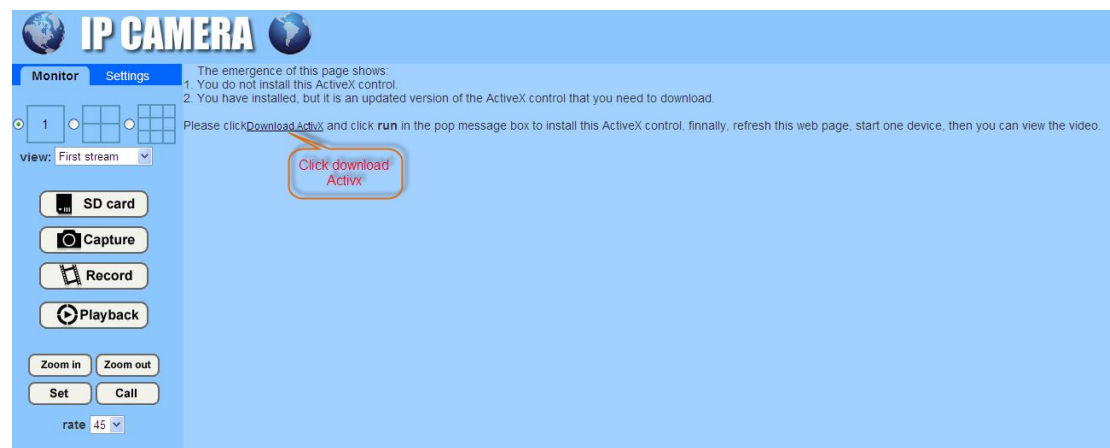 IP CAMERA
Monitor Settings
The emergence of this page shows:
1. You do not install this ActiveX control.
2. You have installed, but it is an updated version of the ActiveX control that you need to download.
1
Please clickDownload ActivX and click run in the pop message box to install this ActiveX control, finnally, refresh this web page, start one device, then you can view the video.
view: First stream
Click download
Activx
SD card
Capture
Record
Playback
Zoom in Zoom out
Set Call
rate 45